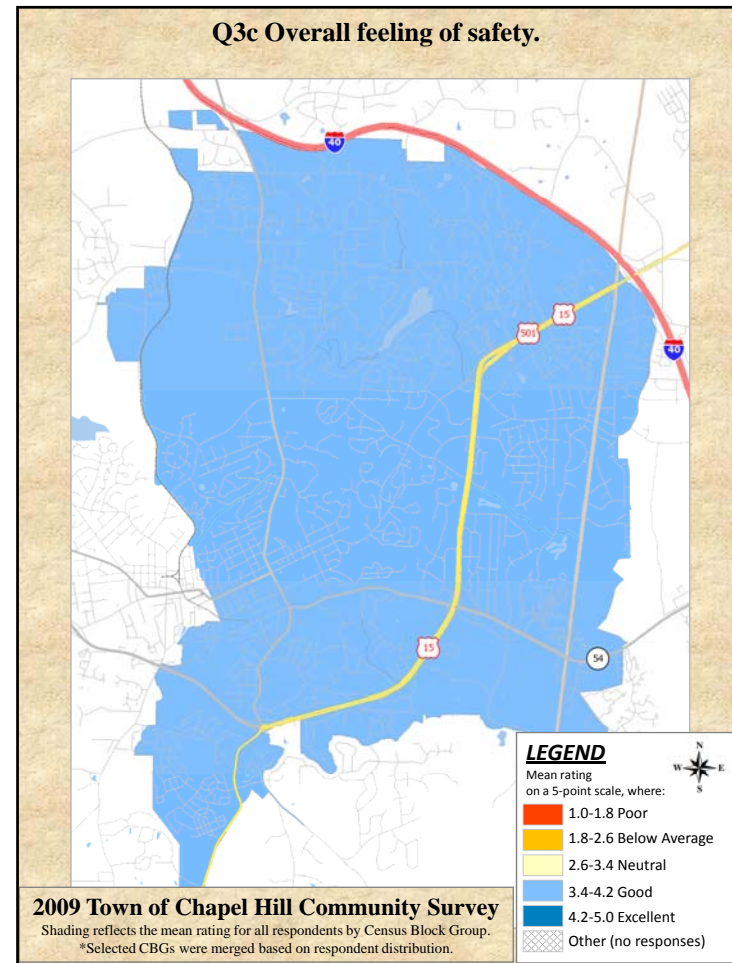 Q3c Overall feeling of safety.
40
15
501
40
15
54
LEGEND
Mean rating
on a 5-point scale, where:
1.0-1.8 Poor
1.8-2.6 Below Average
2.6-3.4 Neutral
3.4-4.2 Good
4.2-5.0 Excellent
Other (no responses)
N
W E
S
2009 Town of Chapel Hill Community Survey
Shading reflects the mean rating for all respondents by Census Block Group.
*Selected CBGs were merged based on respondent distribution.